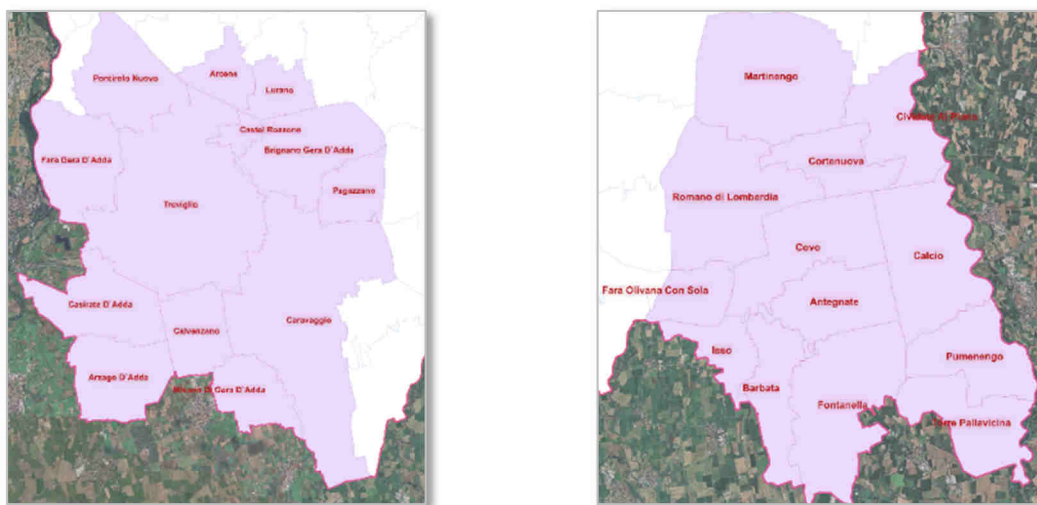 Pontirolo Nuovo
Arcene
Lurano
Castel Rozzone
Brignano Gera D'Adda
Fara Gera D'Adda
Pagazzano
Treviglio
Casirate D'Adda
Calvenzano
Caravaggio
Arzago D'Adda
Misano Di Gera D'Adda
Martinengo
Cividate Al Piano
Cortenuova
Romano di Lombardia
Covo
Calcio
Fara Olivana Con Sola
Antegnate
Isso
Pumenengo
Barbata
Fontanella
Torre Pallavicina